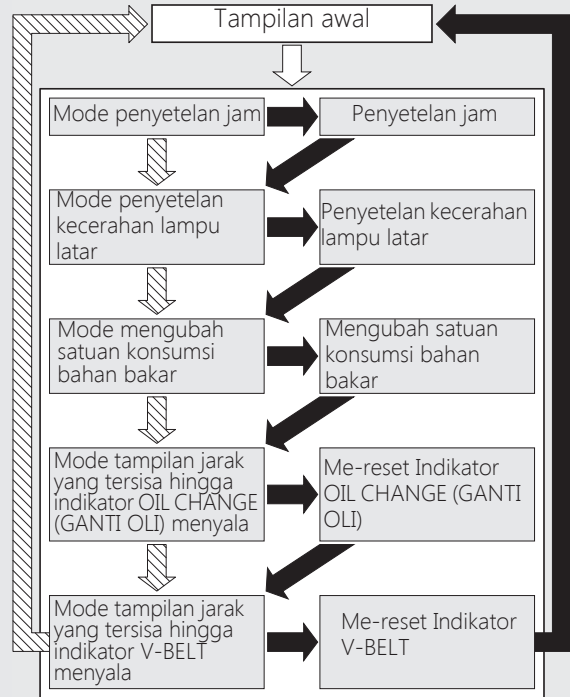 Tampilan awal
Mode penyetelan jam
Penyetelan jam
Mode penyetelan
kecerahan lampu
latar
Penyetelan kecerahan
lampu latar
Mode mengubah
satuan konsumsi
bahan bakar
Mengubah satuan
konsumsi bahan
bakar
Mode tampilan jarak
yang tersisa hingga
indikator OIL CHANGE
(GANTI OLI) menyala
Me-reset Indikator
OIL CHANGE (GANTI
OLI)
Mode tampilan jarak
yang tersisa hingga
indikator V-BELT
menyala
Me-reset Indikator
V-BELT